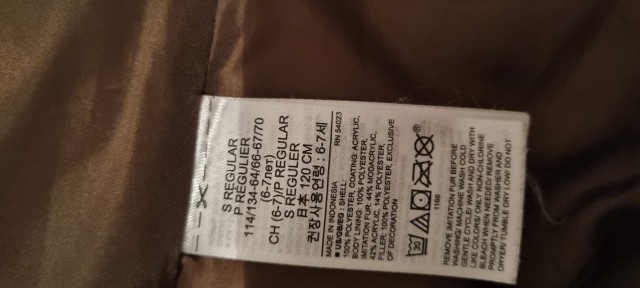 S REGULAR
P REGULIER
114/134-64/66-67/70
(6-7лет)
CH (6-7)/P REGULAR
S REGULER
日本 120 CM
권장사용연령 : 6-7세
RN 54023
MADE IN INDONESIA
■ US/GB/EG : SHELL:
100% POLYESTER, COATING: ACRYLIC,
BODY LINING: 100% POLYESTER,
IMITATION FUR: 44% MODACRYLIC,
42% ACRYLIC, 14% POLYESTER,
FILLER: 100% POLYESTER, EXCLUSIVE
OF DECORATION
30
1166
REMOVE IMITATION FUR BEFORE
WASHING/ MACHINE WASH COLD
GENTLE CYCLE/ WASH AND DRY WITH
LIKE COLORS/ ONLY NON-CHLORINE
BLEACH WHEN NEEDED/ REMOVE
PROMPTLY FROM WASHER AND
DRYER/ TUMBLE DRY LOW/ DO NOT